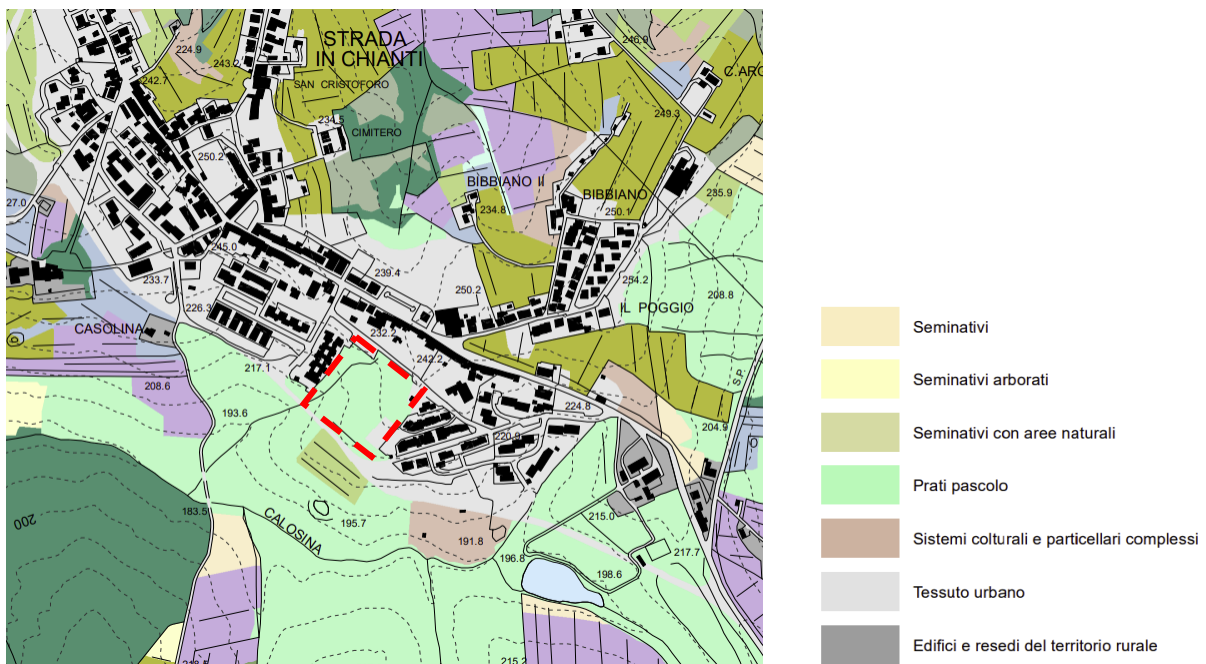 STRADA
IN CHIANTI
224.9
243.2
242.7
246.9
C.ARC
SAN CRISTOFORO
234.5
CIMITERO
249.3
250.2
BIBBIANO II
BIBBIANO
235.9
27.0
234.8
250.1
245.0
239.4
233.7
254.2
250.2
208.8
226.3
IL POGGIO
CASOLINA
232.2
242.2
217.1
S.P.
208.6
193.6
224.8
204.9
220.9
200
183.5
195.7
CALOSINA
215.0
191.8
196.8
217.7
198.6
215.2
Seminativi
Seminativi arborati
Seminativi con aree naturali
Prati pascolo
Sistemi colturali e particellari complessi
Tessuto urbano
Edifici e resedi del territorio rurale